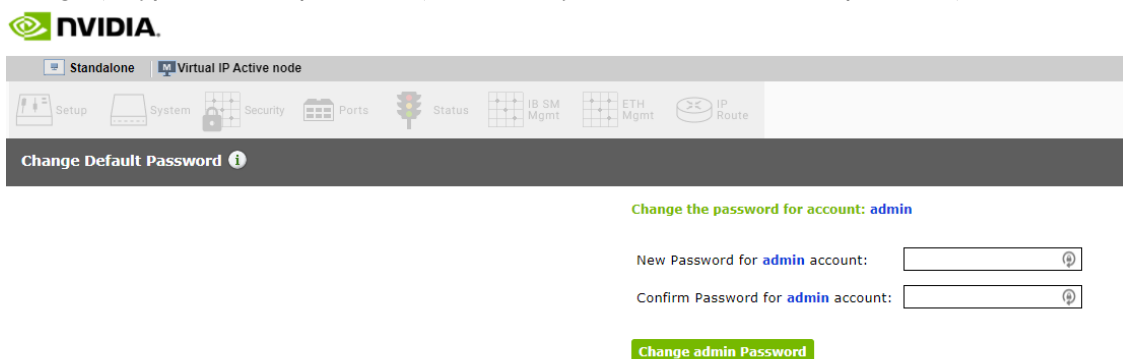 NVIDIA.
Standalone
Virtual IP Active node
Setup
System
Security
Ports
Status
IB SM
Mgmt
ETH
Mgmt
IP
Route
Change Default Password
Change the password for account: admin
New Password for admin account:
Confirm Password for admin account:
Change admin Password